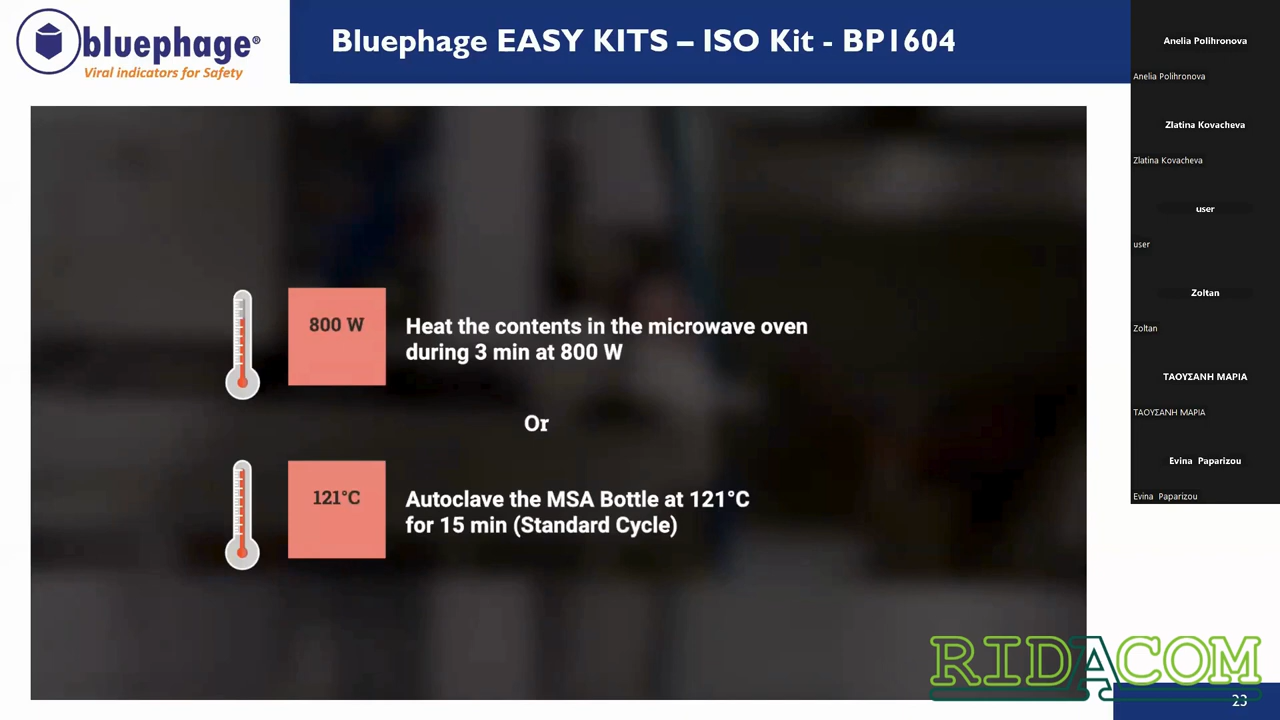 bluephage®
Viral indicators for Safety
Bluephage EASY KITS – ISO Kit - BP1604
800 W
Heat the contents in the microwave oven
during 3 min at 800 W
Or
121°C
Autoclave the MSA Bottle at 121°C
for 15 min (Standard Cycle)
Anelia Polihronova
Anelia Polihronova
Zlatina Kovacheva
Zlatina Kovacheva
user
user
Zoltan
Zoltan
ΤΑΟΥΣΑΝΗ ΜΑΡΙΑ
ΤΑΟΥΣΑΝΗ ΜΑΡΙΑ
Evina Paparizou
Evina Paparizou
RIDACOM
23